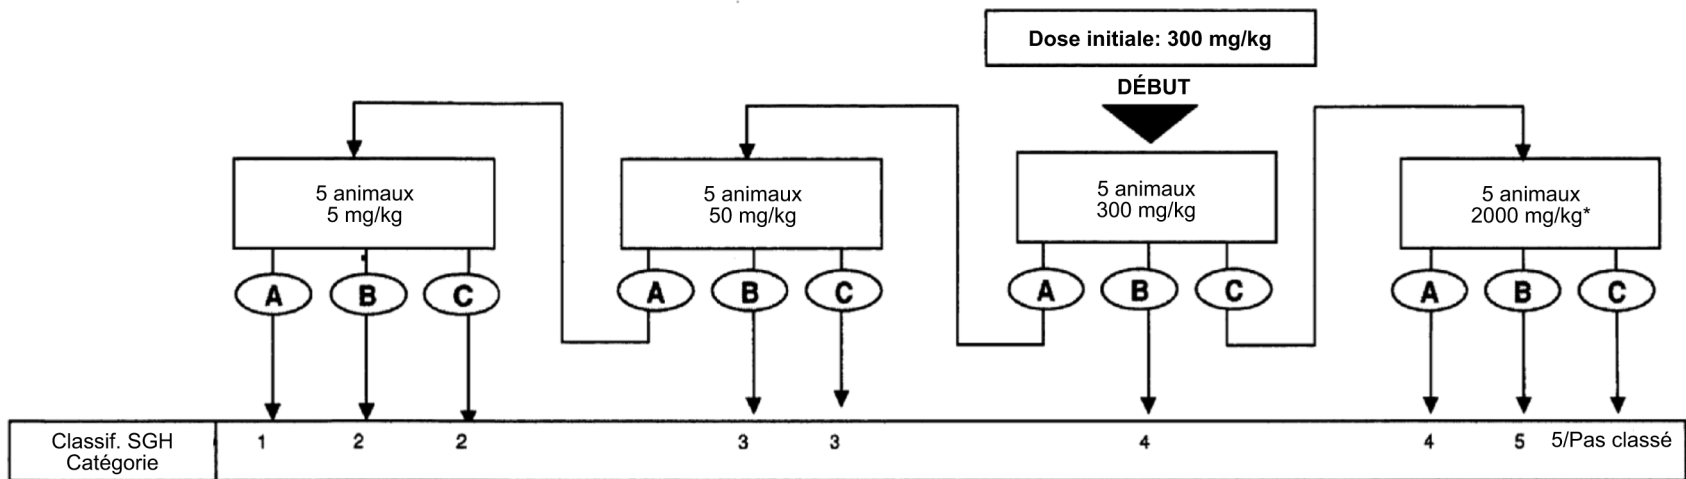 Dose initiale: 300 mg/kg
DÉBUT
5 animaux
5 mg/kg
5 animaux
50 mg/kg
5 animaux
300 mg/kg
5 animaux
2000 mg/kg*
A B C A B C A B C A B C
Classif. SGH
Catégorie
1 2 2 3 3 4 4 5 5/Pas classé